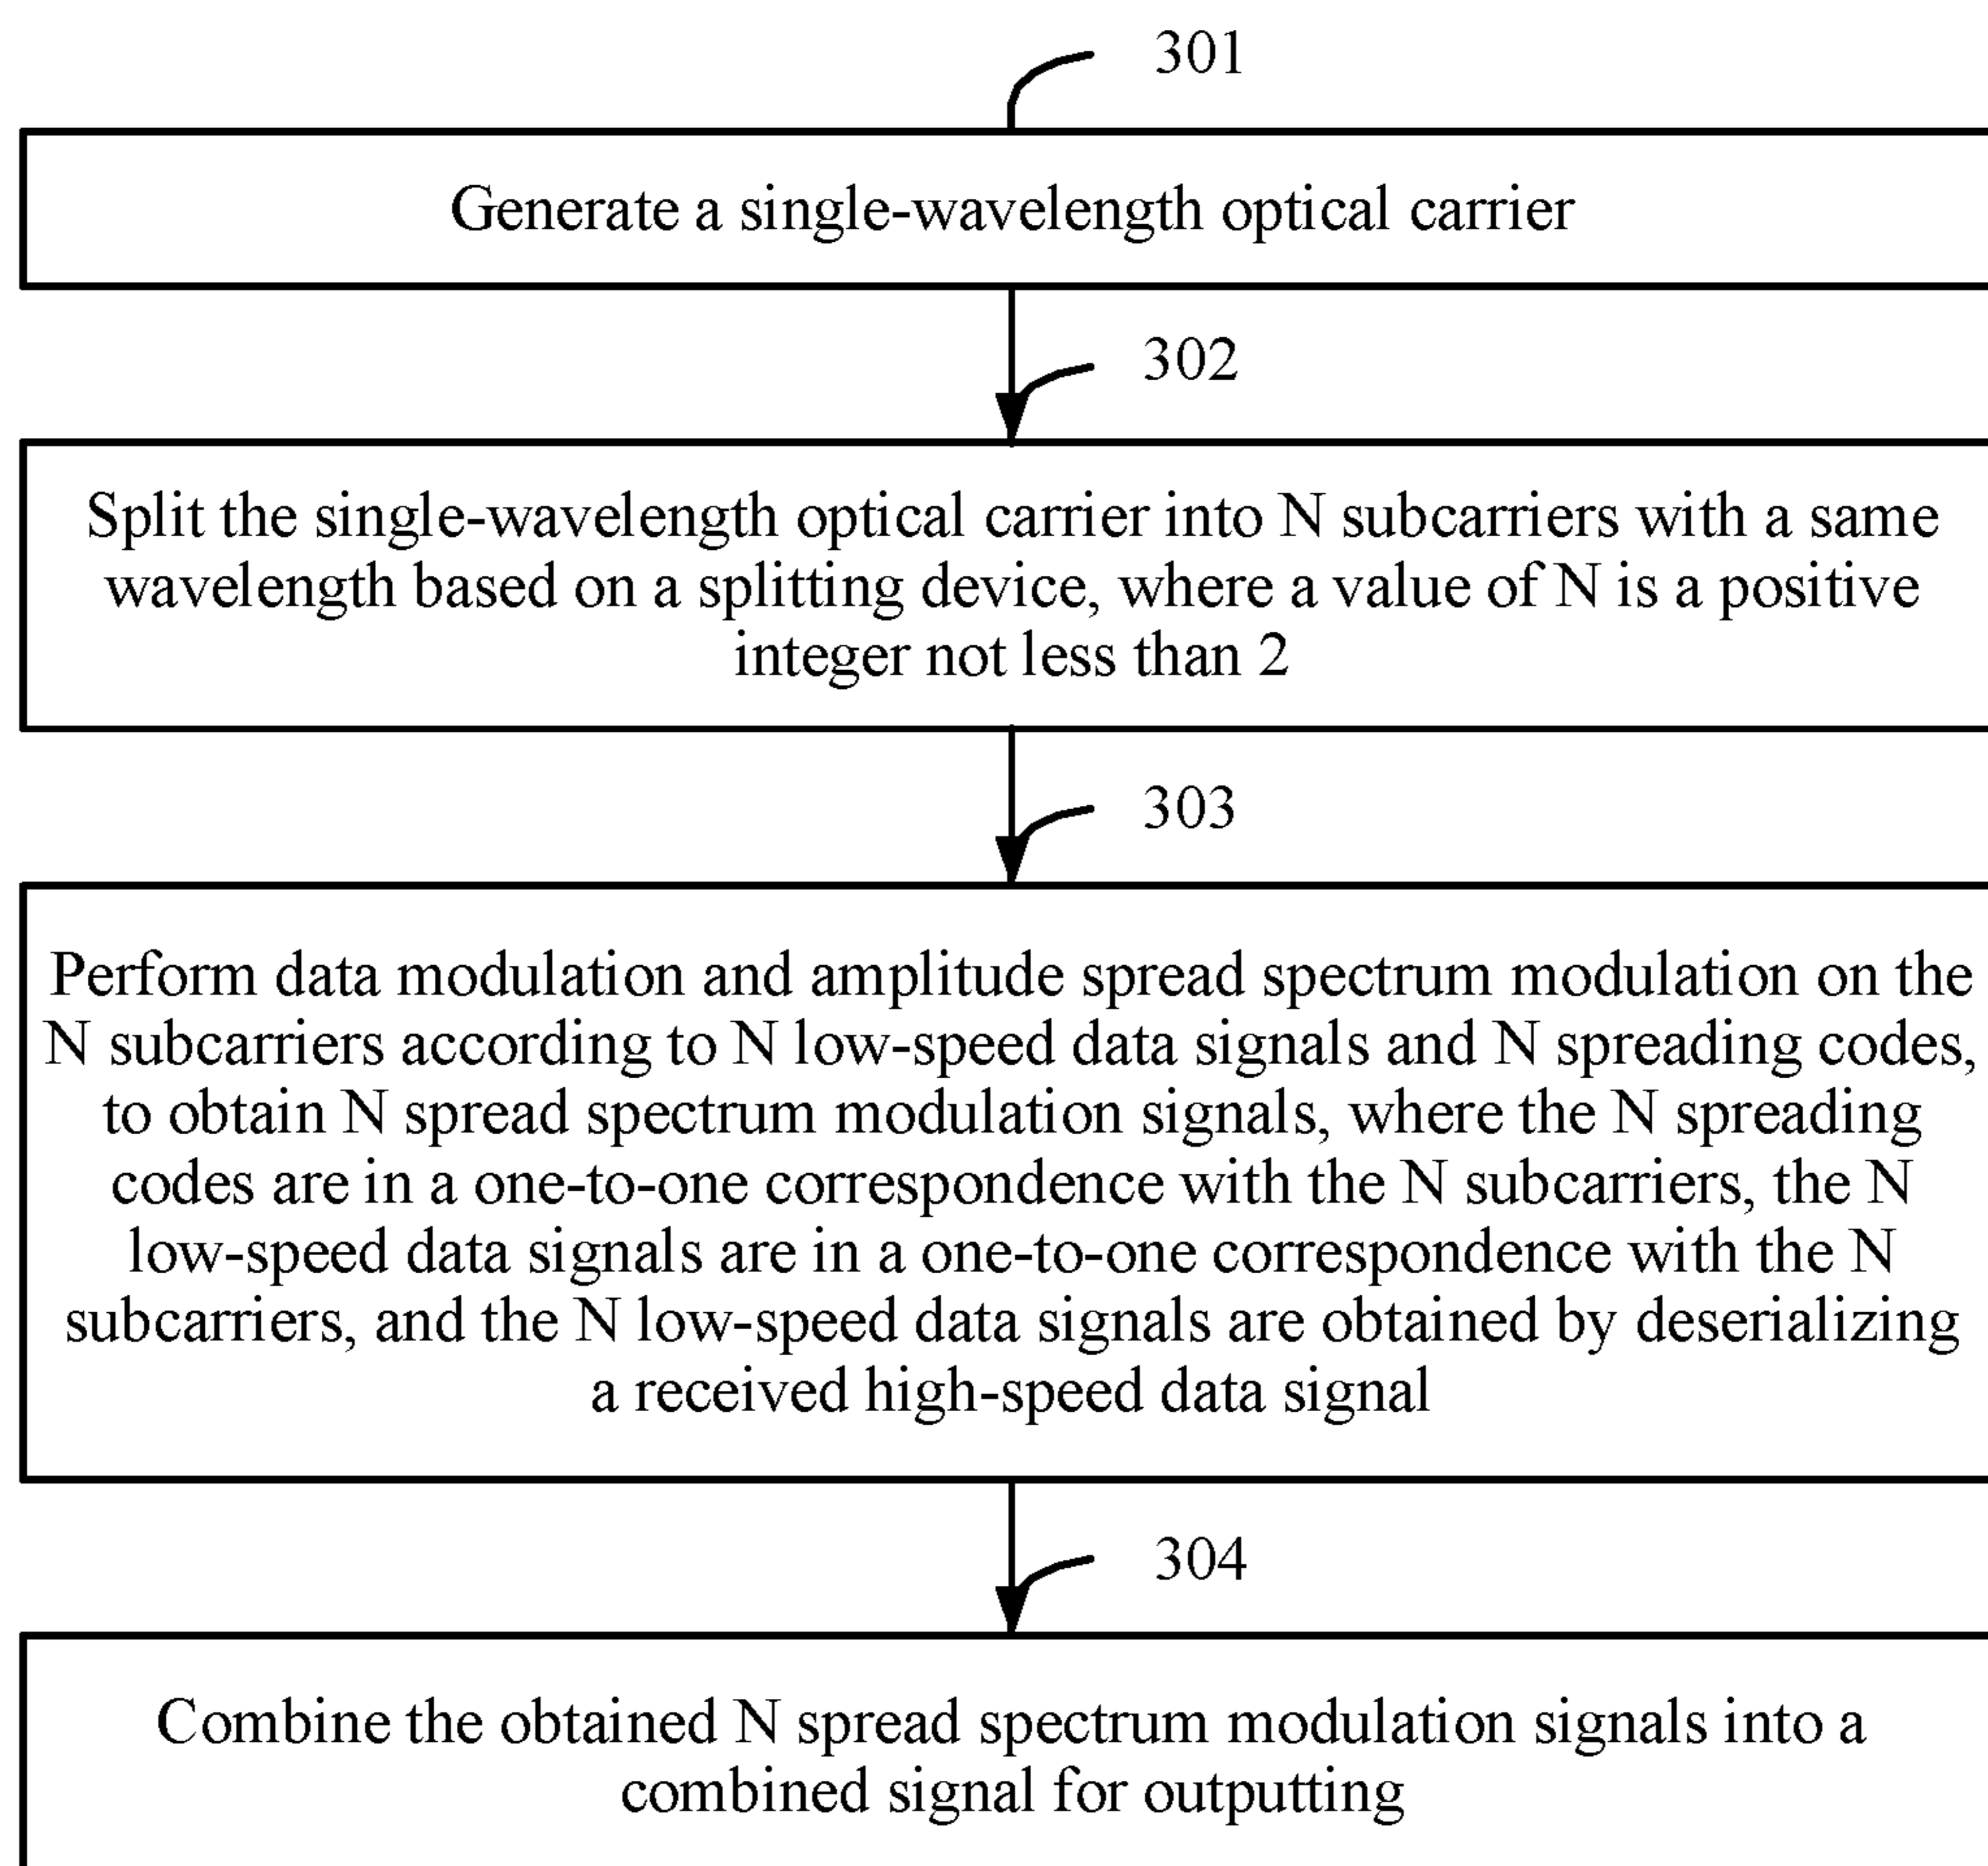 301
Generate a single-wavelength optical carrier
302
Split the single-wavelength optical carrier into N subcarriers with a same
wavelength based on a splitting device, where a value of N is a positive
integer not less than 2
303
Perform data modulation and amplitude spread spectrum modulation on the
N subcarriers according to N low-speed data signals and N spreading codes,
to obtain N spread spectrum modulation signals, where the N spreading
codes are in a one-to-one correspondence with the N subcarriers, the N
low-speed data signals are in a one-to-one correspondence with the N
subcarriers, and the N low-speed data signals are obtained by deserializing
a received high-speed data signal
304
Combine the obtained N spread spectrum modulation signals into a
combined signal for outputting